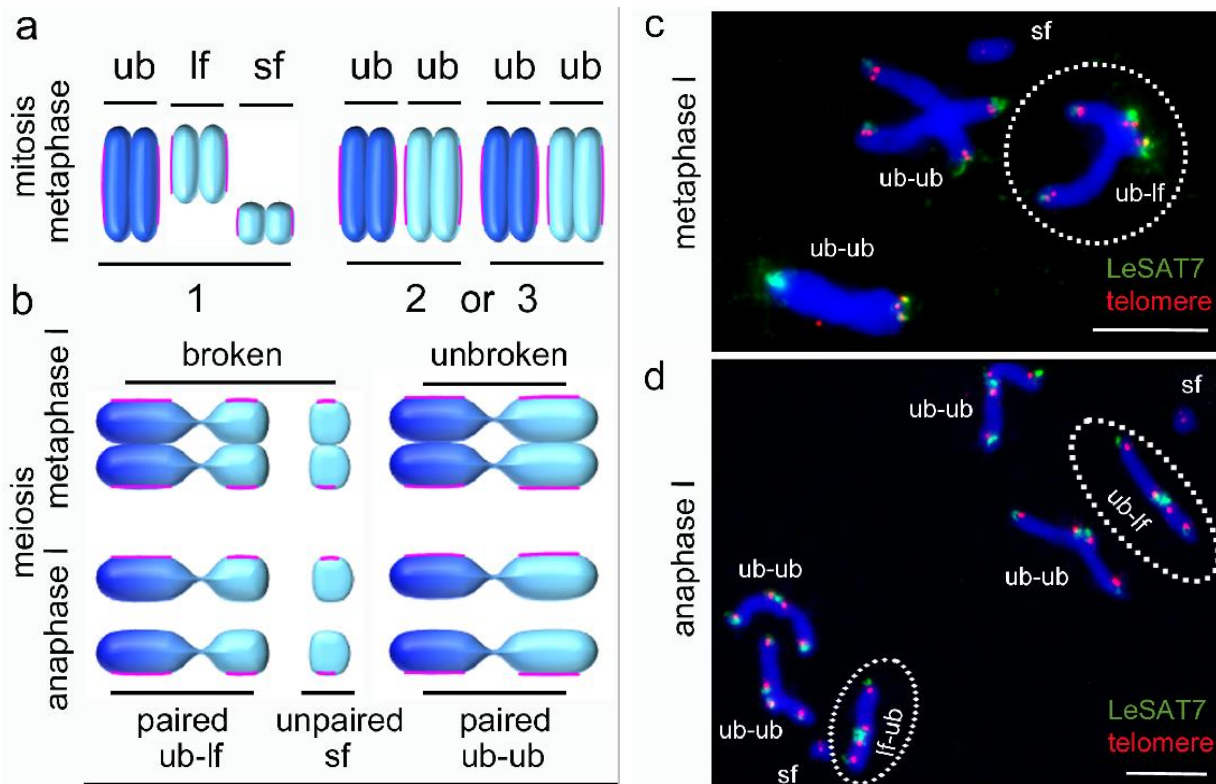 a
ub lf sf ub ub ub ub
mitosis
metaphase
1 2 or 3
b
broken unbroken
meiosis
metaphase I
anaphase I
paired unpaired paired
ub-lf sf ub-ub
c
metaphase I
sf
ub-ub
ub-lf
ub-ub
LeSAT7
telomere
d
anaphase I
sf
ub-ub
ub-lf
ub-ub
ub-ub
ub-ub
lf-ub
sf
LeSAT7
telomere